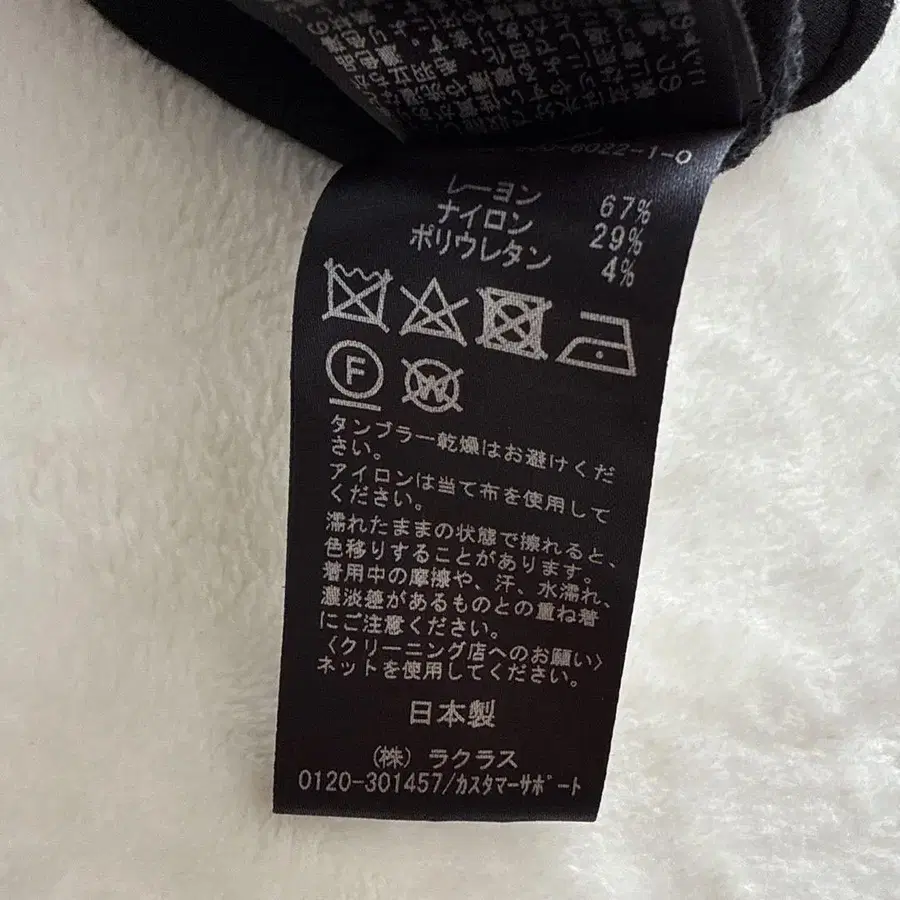 6022-1-0
レーヨン 67%
ナイロン 29%
ポリウレタン 4%
F W
タンブラー乾燥はお避けくだ
さい。
アイロンは当て布を使用して
ください。
濡れたままの状態で擦れると、
色移りすることがあります。
着用中の摩擦や、汗、水濡れ、
濃淡差があるものとの重ね着
にご注意ください。
〈クリーニング店へのお願い〉
ネットを使用してください。
日本製
(株) ラクラス
0120-301457/ｶｽﾀﾏｰｻﾎﾟｰﾄ